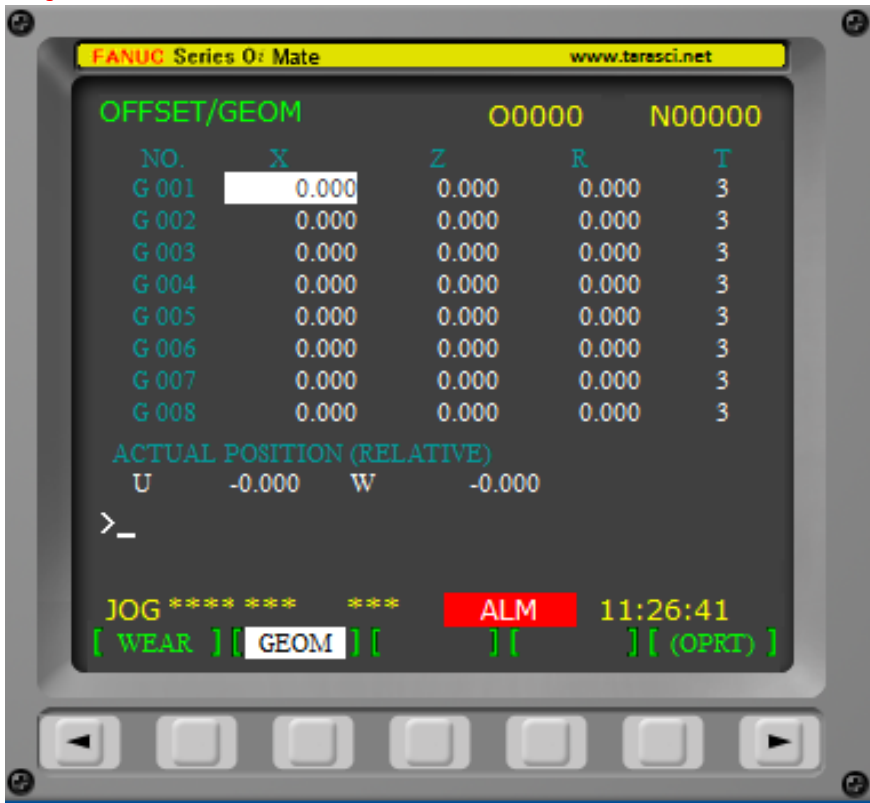 FANUC Series 0i Mate www.tarasci.net
OFFSET/GEOM O0000 N00000
NO. X Z R T
G 001 0.000 0.000 0.000 3
G 002 0.000 0.000 0.000 3
G 003 0.000 0.000 0.000 3
G 004 0.000 0.000 0.000 3
G 005 0.000 0.000 0.000 3
G 006 0.000 0.000 0.000 3
G 007 0.000 0.000 0.000 3
G 008 0.000 0.000 0.000 3
ACTUAL POSITION (RELATIVE)
U -0.000 W -0.000
>_
JOG **** *** *** ALM 11:26:41
[ WEAR ] [ GEOM ] [ ] [ ] [ (OPRT) ]